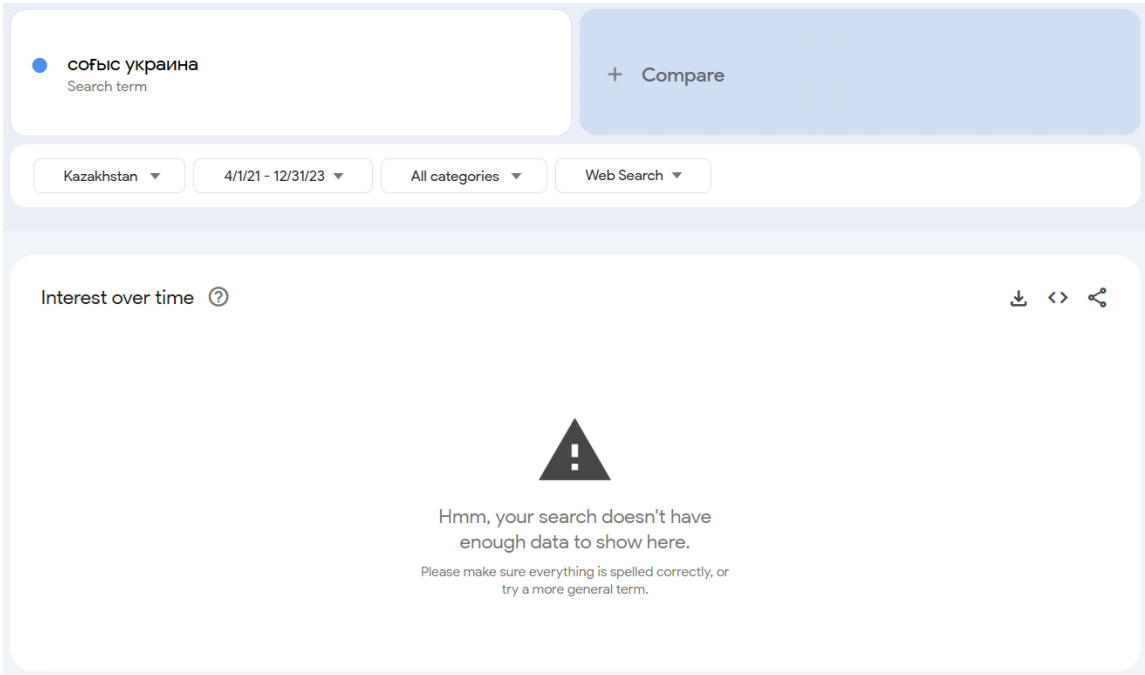 соғыс украина
Search term
+ Compare
Kazakhstan
4/1/21 - 12/31/23
All categories
Web Search
Interest over time
Hmm, your search doesn't have
enough data to show here.
Please make sure everything is spelled correctly, or
try a more general term.